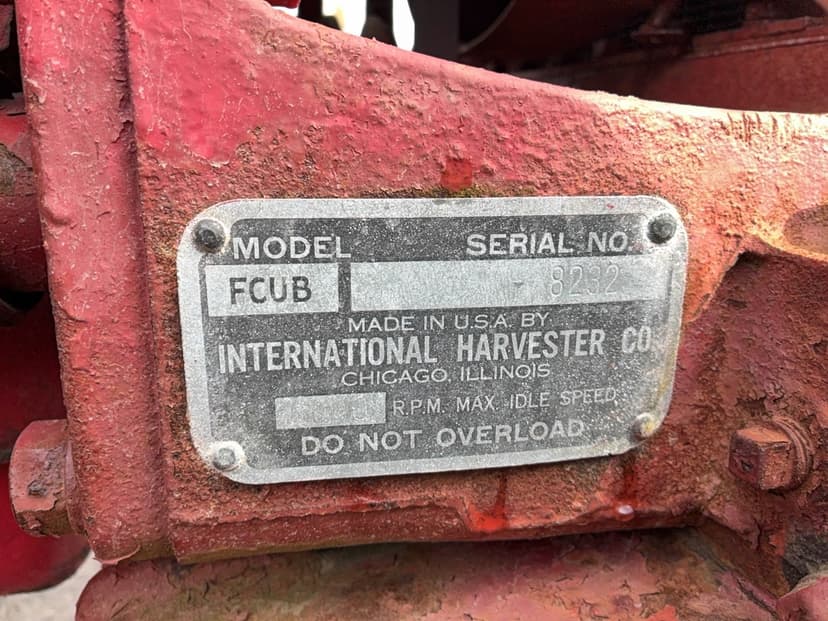 MODEL SERIAL NO.
FCUB 8232
MADE IN U.S.A. BY
INTERNATIONAL HARVESTER CO.
CHICAGO, ILLINOIS
R.P.M. MAX. IDLE SPEED
DO NOT OVERLOAD